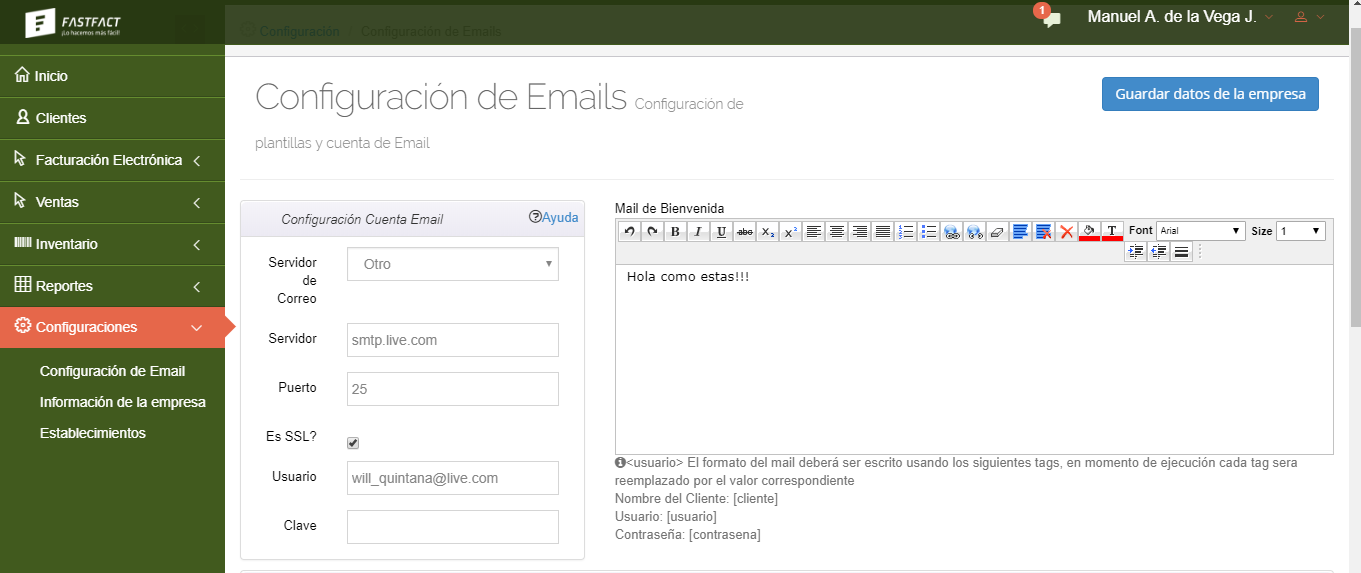 FASTFACT
¡Lo hacemos más fácil!
Configuración Configuración de Emails
1
Manuel A. de la Vega J.
Inicio
Clientes
Facturación Electrónica
Ventas
Inventario
Reportes
Configuraciones
Configuración de Email
Información de la empresa
Establecimientos
Configuración de Emails Configuración de
plantillas y cuenta de Email
Guardar datos de la empresa
Configuración Cuenta Email
Ayuda
Servidor
de
Correo
Otro
Servidor
smtp.live.com
Puerto
25
Es SSL?
Usuario
will_quintana@live.com
Clave
Mail de Bienvenida
B I U abc X₂ X² T Font Arial Size 1
Hola como estas!!!
<usuario> El formato del mail deberá ser escrito usando los siguientes tags, en momento de ejecución cada tag sera
reemplazado por el valor correspondiente
Nombre del Cliente: [cliente]
Usuario: [usuario]
Contraseña: [contrasena]